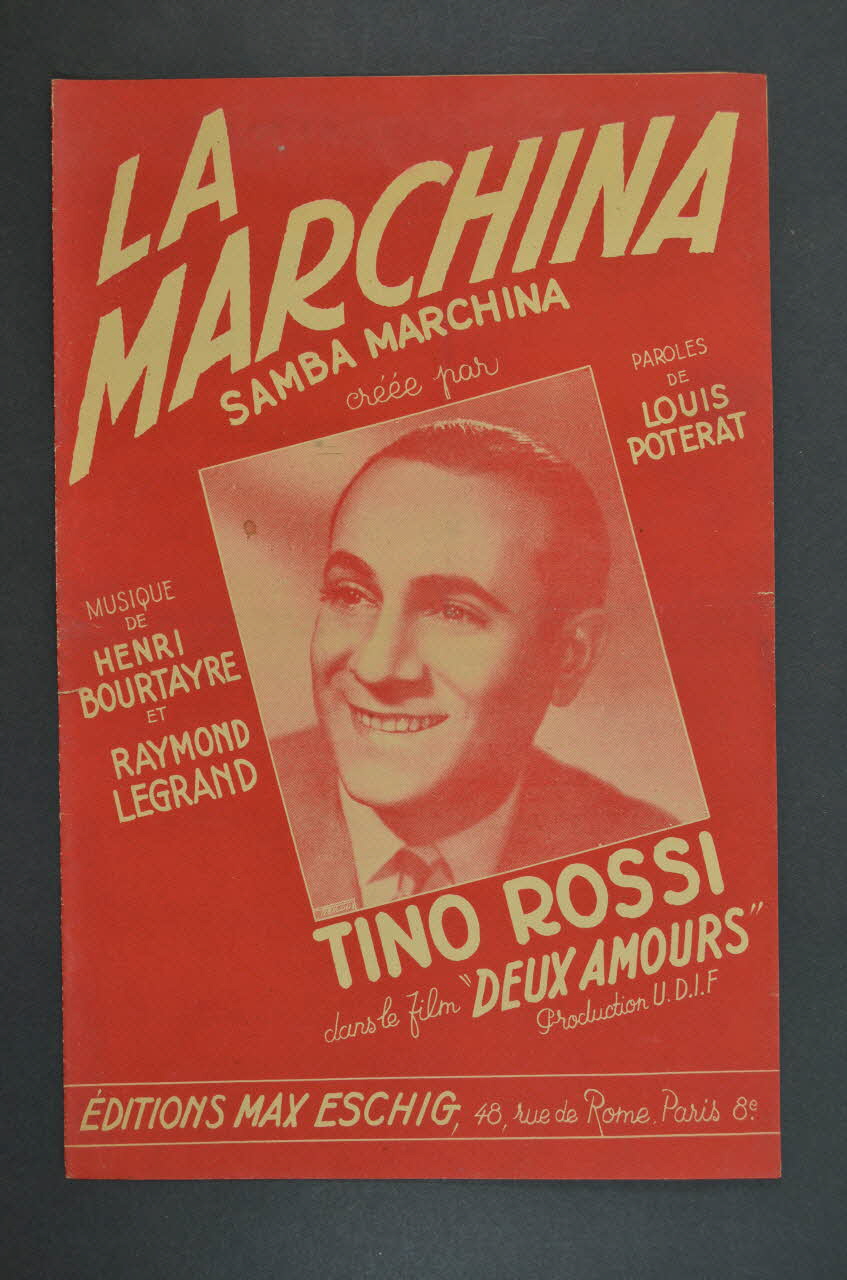 LA
MARCHINA
SAMBA MARCHINA
créée par
PAROLES
DE
LOUIS
POTERAT
MUSIQUE
DE
HENRI
BOURTAYRE
ET
RAYMOND
LEGRAND
TINO ROSSI
dans le film "DEUX AMOURS"
Production U.D.I.F
ÉDITIONS MAX ESCHIG, 48, rue de Rome. Paris 8e.